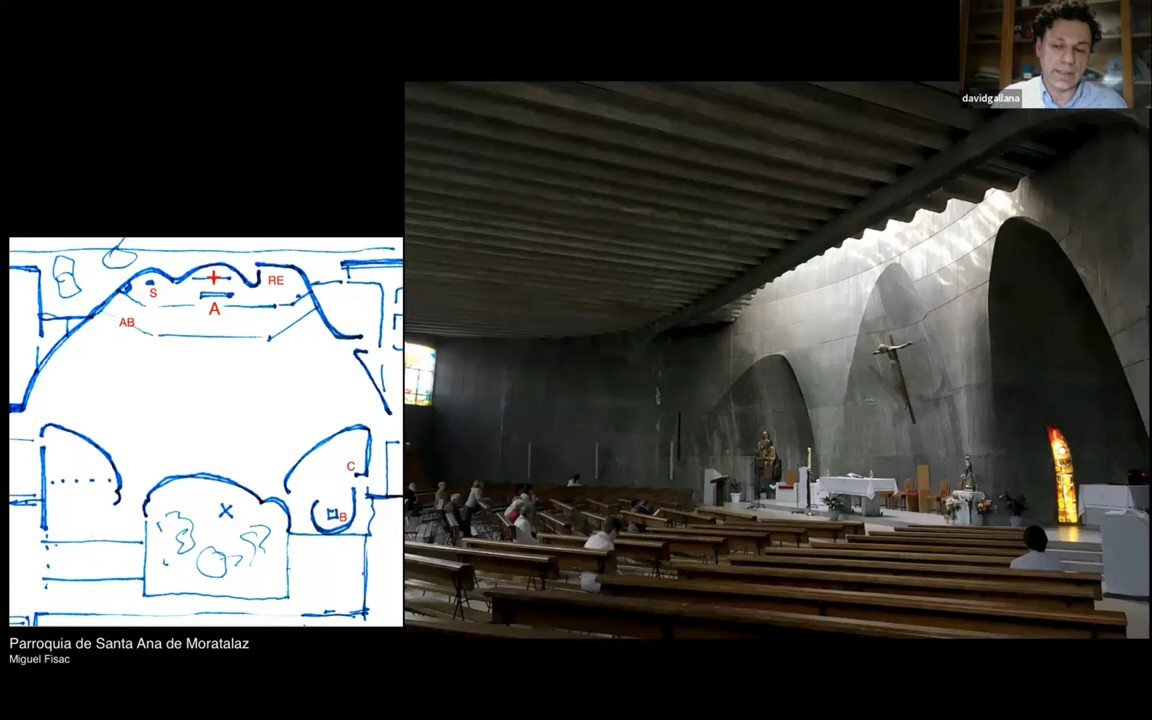 davidgallana
RE
S
A
AB
C
B
Parroquia de Santa Ana de Moratalaz
Miguel Fisac